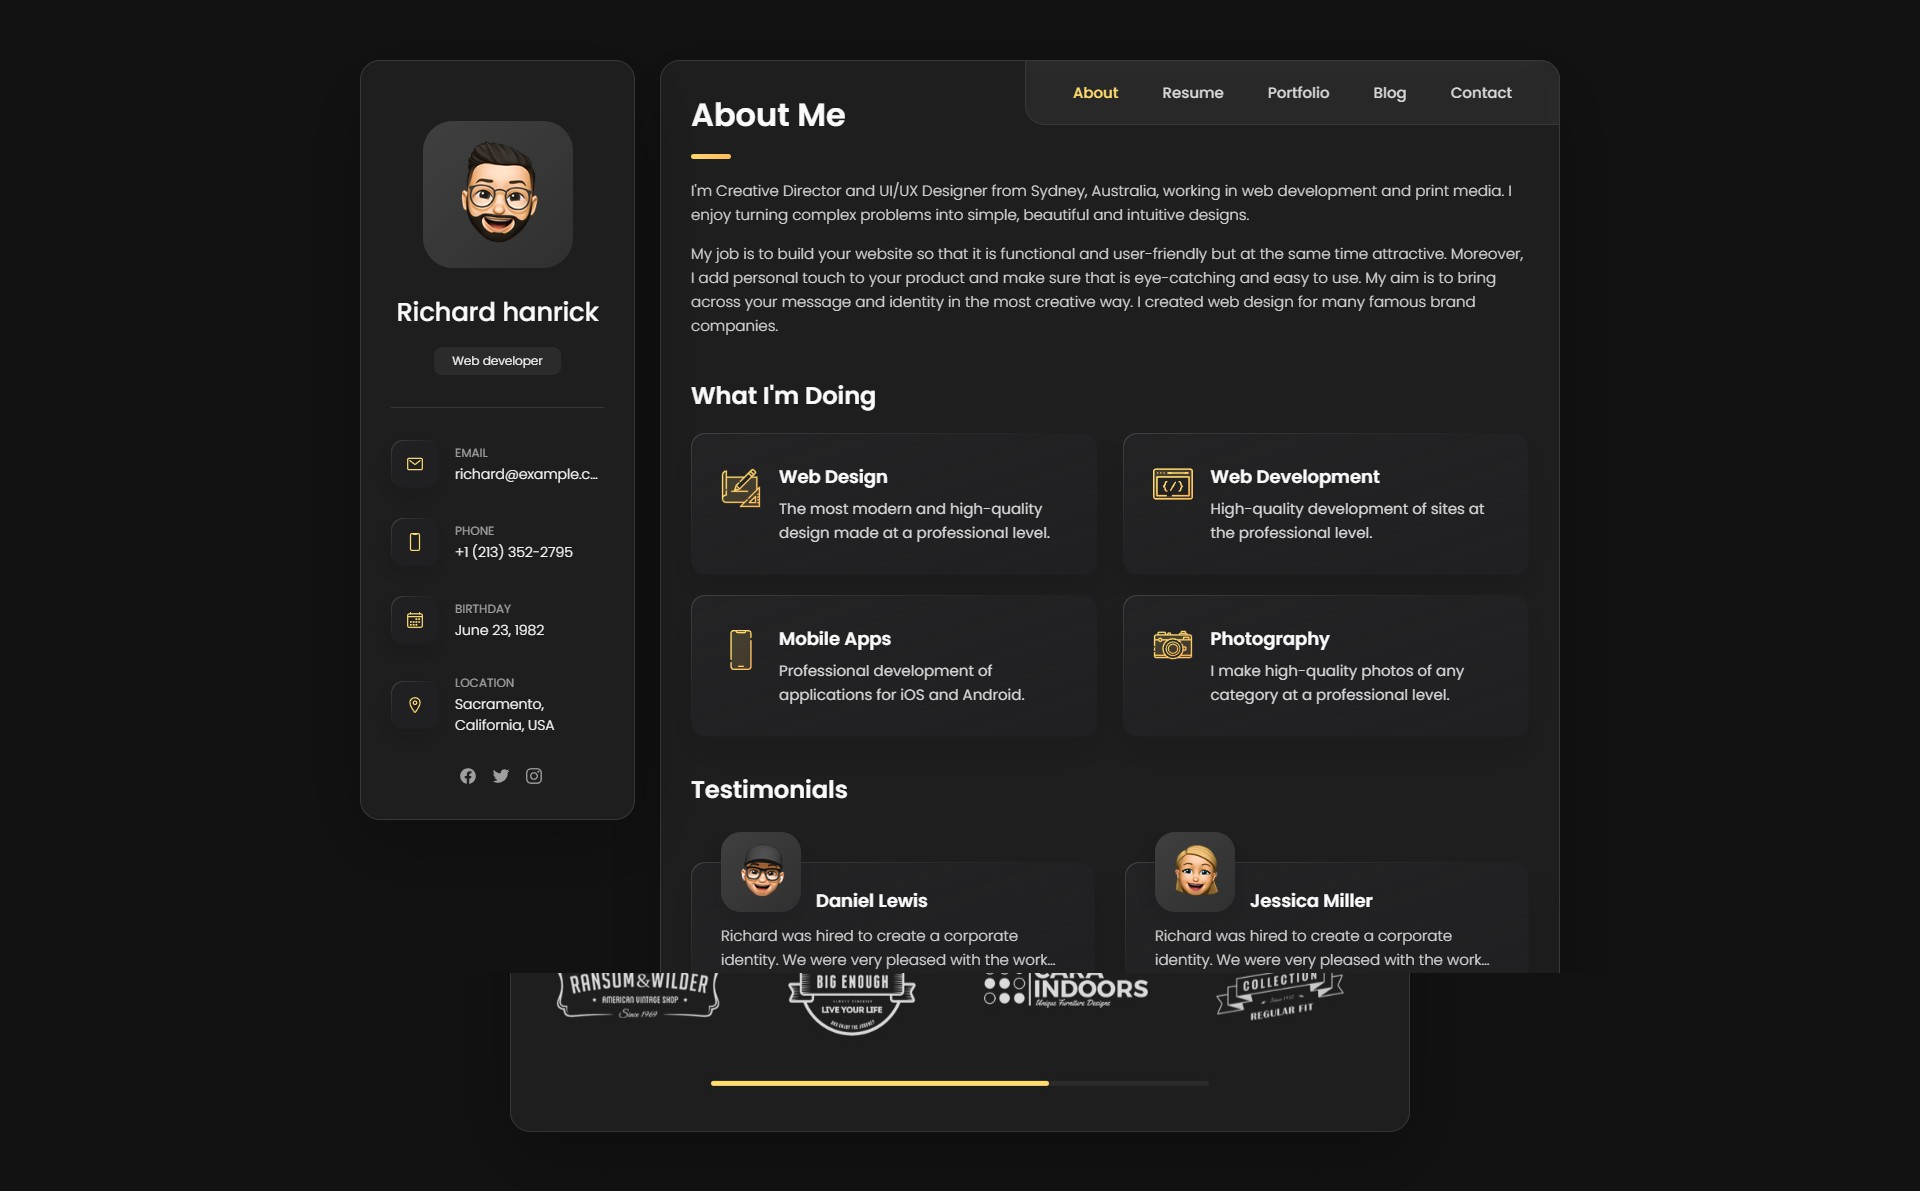 Richard hanrick
Web developer
EMAIL
richard@example.c...
PHONE
+1 (213) 352-2795
BIRTHDAY
June 23, 1982
LOCATION
Sacramento,
California, USA
About Resume Portfolio Blog Contact
About Me
I'm Creative Director and UI/UX Designer from Sydney, Australia, working in web development and print media. I
enjoy turning complex problems into simple, beautiful and intuitive designs.
My job is to build your website so that it is functional and user-friendly but at the same time attractive. Moreover,
I add personal touch to your product and make sure that is eye-catching and easy to use. My aim is to bring
across your message and identity in the most creative way. I created web design for many famous brand
companies.
What I'm Doing
Web Design
The most modern and high-quality
design made at a professional level.
Web Development
High-quality development of sites at
the professional level.
Mobile Apps
Professional development of
applications for iOS and Android.
Photography
I make high-quality photos of any
category at a professional level.
Testimonials
Daniel Lewis
Richard was hired to create a corporate
identity. We were very pleased with the work...
Jessica Miller
Richard was hired to create a corporate
identity. We were very pleased with the work...
RANSUM&WILDER
AMERICAN VINTAGE SHOP
Since 1969
BIG ENOUGH
LIVE YOUR LIFE
AND ENJOY THE JOURNEY
INDOORS
Unique Furniture Designs
COLLECTION
REGULAR FIT